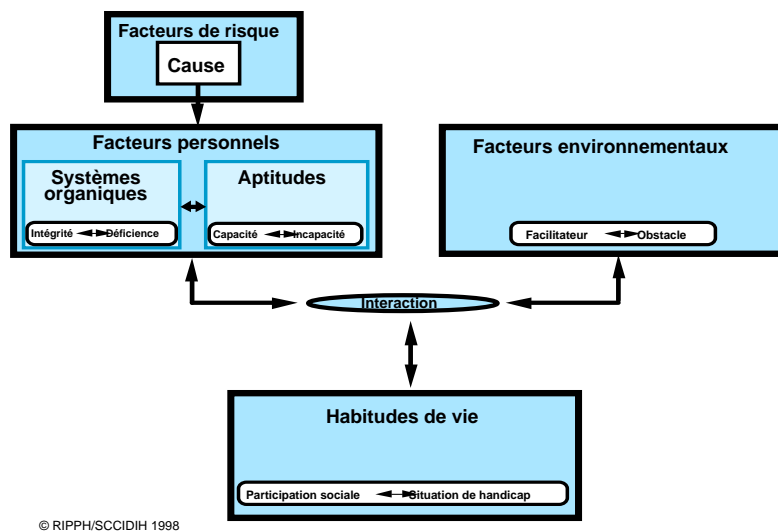 Facteurs de risque
Cause
Facteurs personnels
Systèmes
organiques
Aptitudes
Intégrité Déficience
Capacité Incapacité
Facteurs environnementaux
Facilitateur Obstacle
Interaction
Habitudes de vie
Participation sociale Situation de handicap
© RIPPH/SCCIDIH 1998